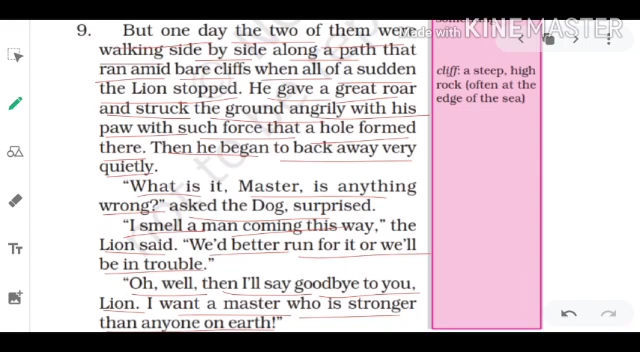 Made with KINEMASTER
9. But one day the two of them were
walking side by side along a path that
ran amid bare cliffs when all of a sudden
the Lion stopped. He gave a great roar
and struck the ground angrily with his
paw with such force that a hole formed
there. Then he began to back away very
quietly.
“What is it, Master, is anything
wrong?” asked the Dog, surprised.
“I smell a man coming this way,” the
Lion said. “We’d better run for it or we’ll
be in trouble.”
“Oh, well, then I’ll say goodbye to you,
Lion. I want a master who is stronger
than anyone on earth!”
cliff: a steep, high
rock (often at the
edge of the sea)
Tт